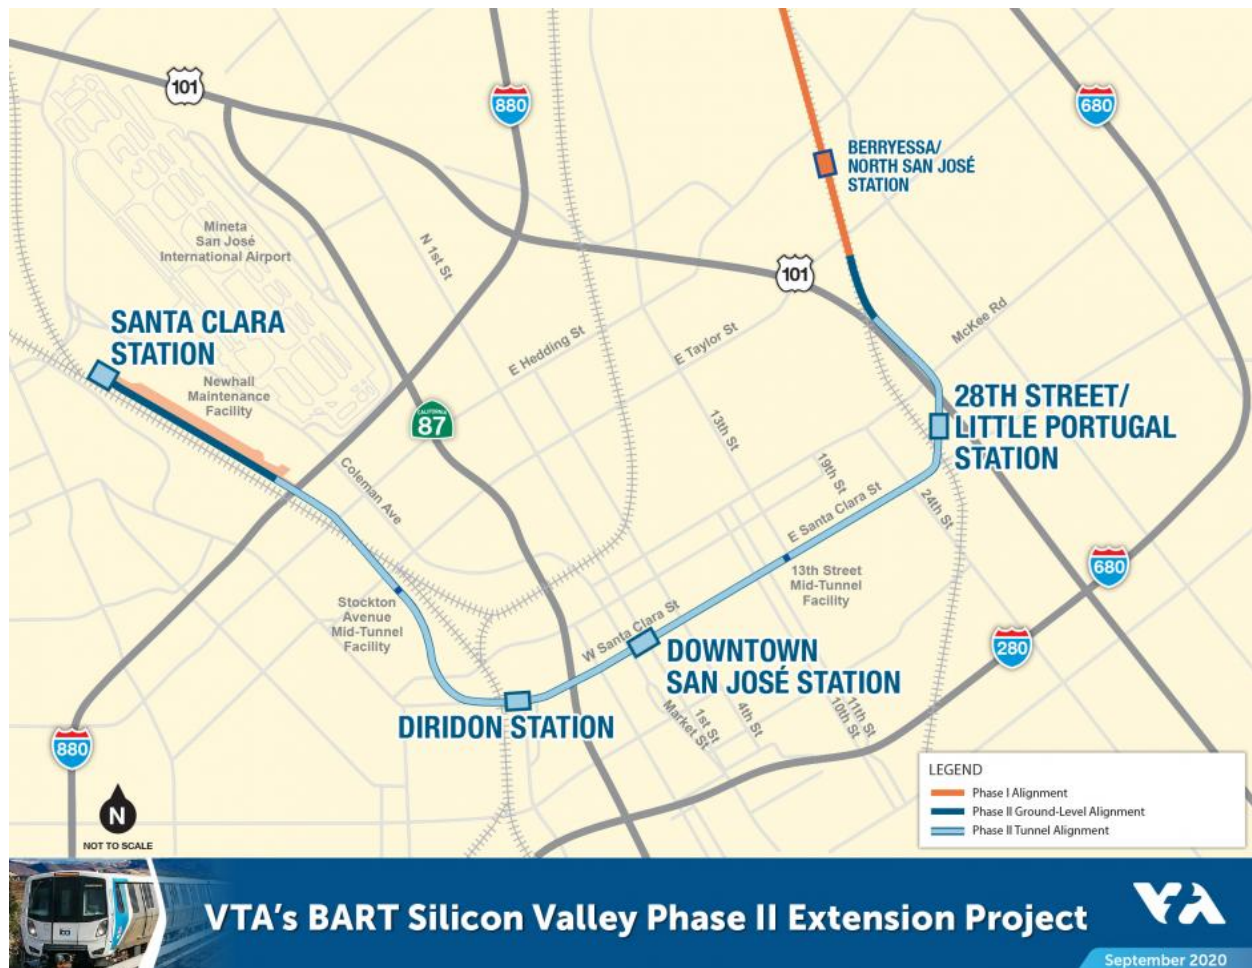 101
880
680
BERRYESSA/
NORTH SAN JOSÉ
STATION
Mineta
San José
International Airport
N 1st St
101
SANTA CLARA
STATION
E Hedding St
E Taylor St
McKee Rd
Newhall
Maintenance
Facility
CALIFORNIA
87
28TH STREET/
LITTLE PORTUGAL
STATION
13th St
19th St
24th St
Coleman Ave
E Santa Clara St
13th Street
Mid-Tunnel
Facility
680
Stockton
Avenue
Mid-Tunnel
Facility
W Santa Clara St
DOWNTOWN
SAN JOSÉ STATION
280
DIRIDON STATION
Market St
1st St
4th St
10th St
11th St
880
N
NOT TO SCALE
LEGEND
Phase I Alignment
Phase II Ground-Level Alignment
Phase II Tunnel Alignment
VTA's BART Silicon Valley Phase II Extension Project
VTA
September 2020